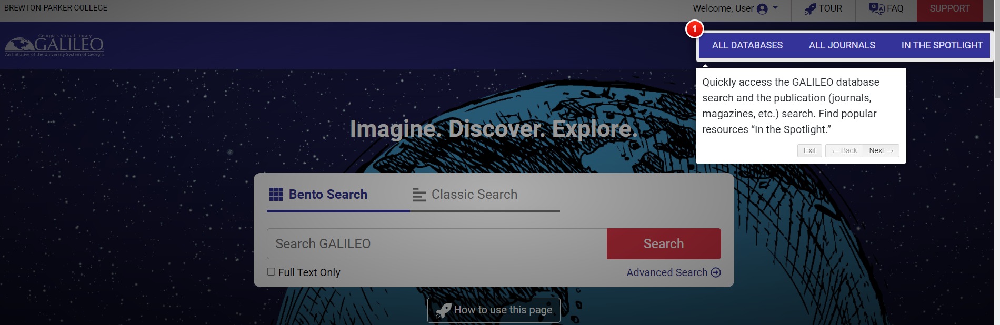 BREWTON-PARKER COLLEGE
Welcome, User
TOUR
FAQ
SUPPORT
Georgia's Virtual Library
GALILEO
An Initiative of the University System of Georgia
1
ALL DATABASES
ALL JOURNALS
IN THE SPOTLIGHT
Quickly access the GALILEO database
search and the publication (journals,
magazines, etc.) search. Find popular
resources “In the Spotlight.”
Exit
← Back
Next →
Imagine. Discover. Explore.
Bento Search
Classic Search
Search GALILEO
Search
Full Text Only
Advanced Search
How to use this page